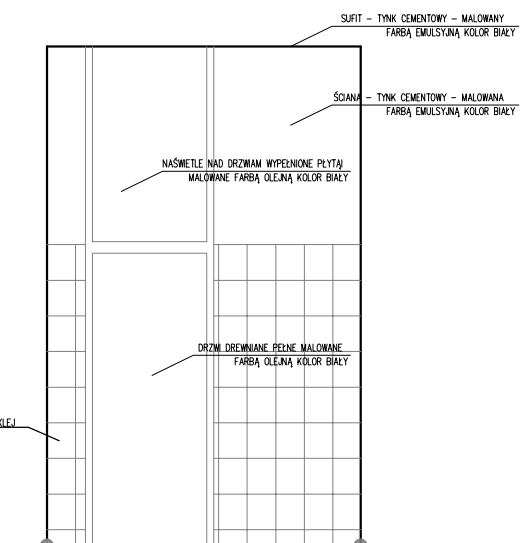 SUFIT – TYNK CEMENTOWY – MALOWANY
FARBĄ EMULSYJNĄ KOLOR BIAŁY
ŚCIANA – TYNK CEMENTOWY – MALOWANA
FARBĄ EMULSYJNĄ KOLOR BIAŁY
NAŚWIETLE NAD DRZWIAM WYPEŁNIONE PŁYTĄ
MALOWANE FARBĄ OLEJNĄ KOLOR BIAŁY
DRZWI DREWNIANE PEŁNE MALOWANE
FARBĄ OLEJNĄ KOLOR BIAŁY
KLEJ